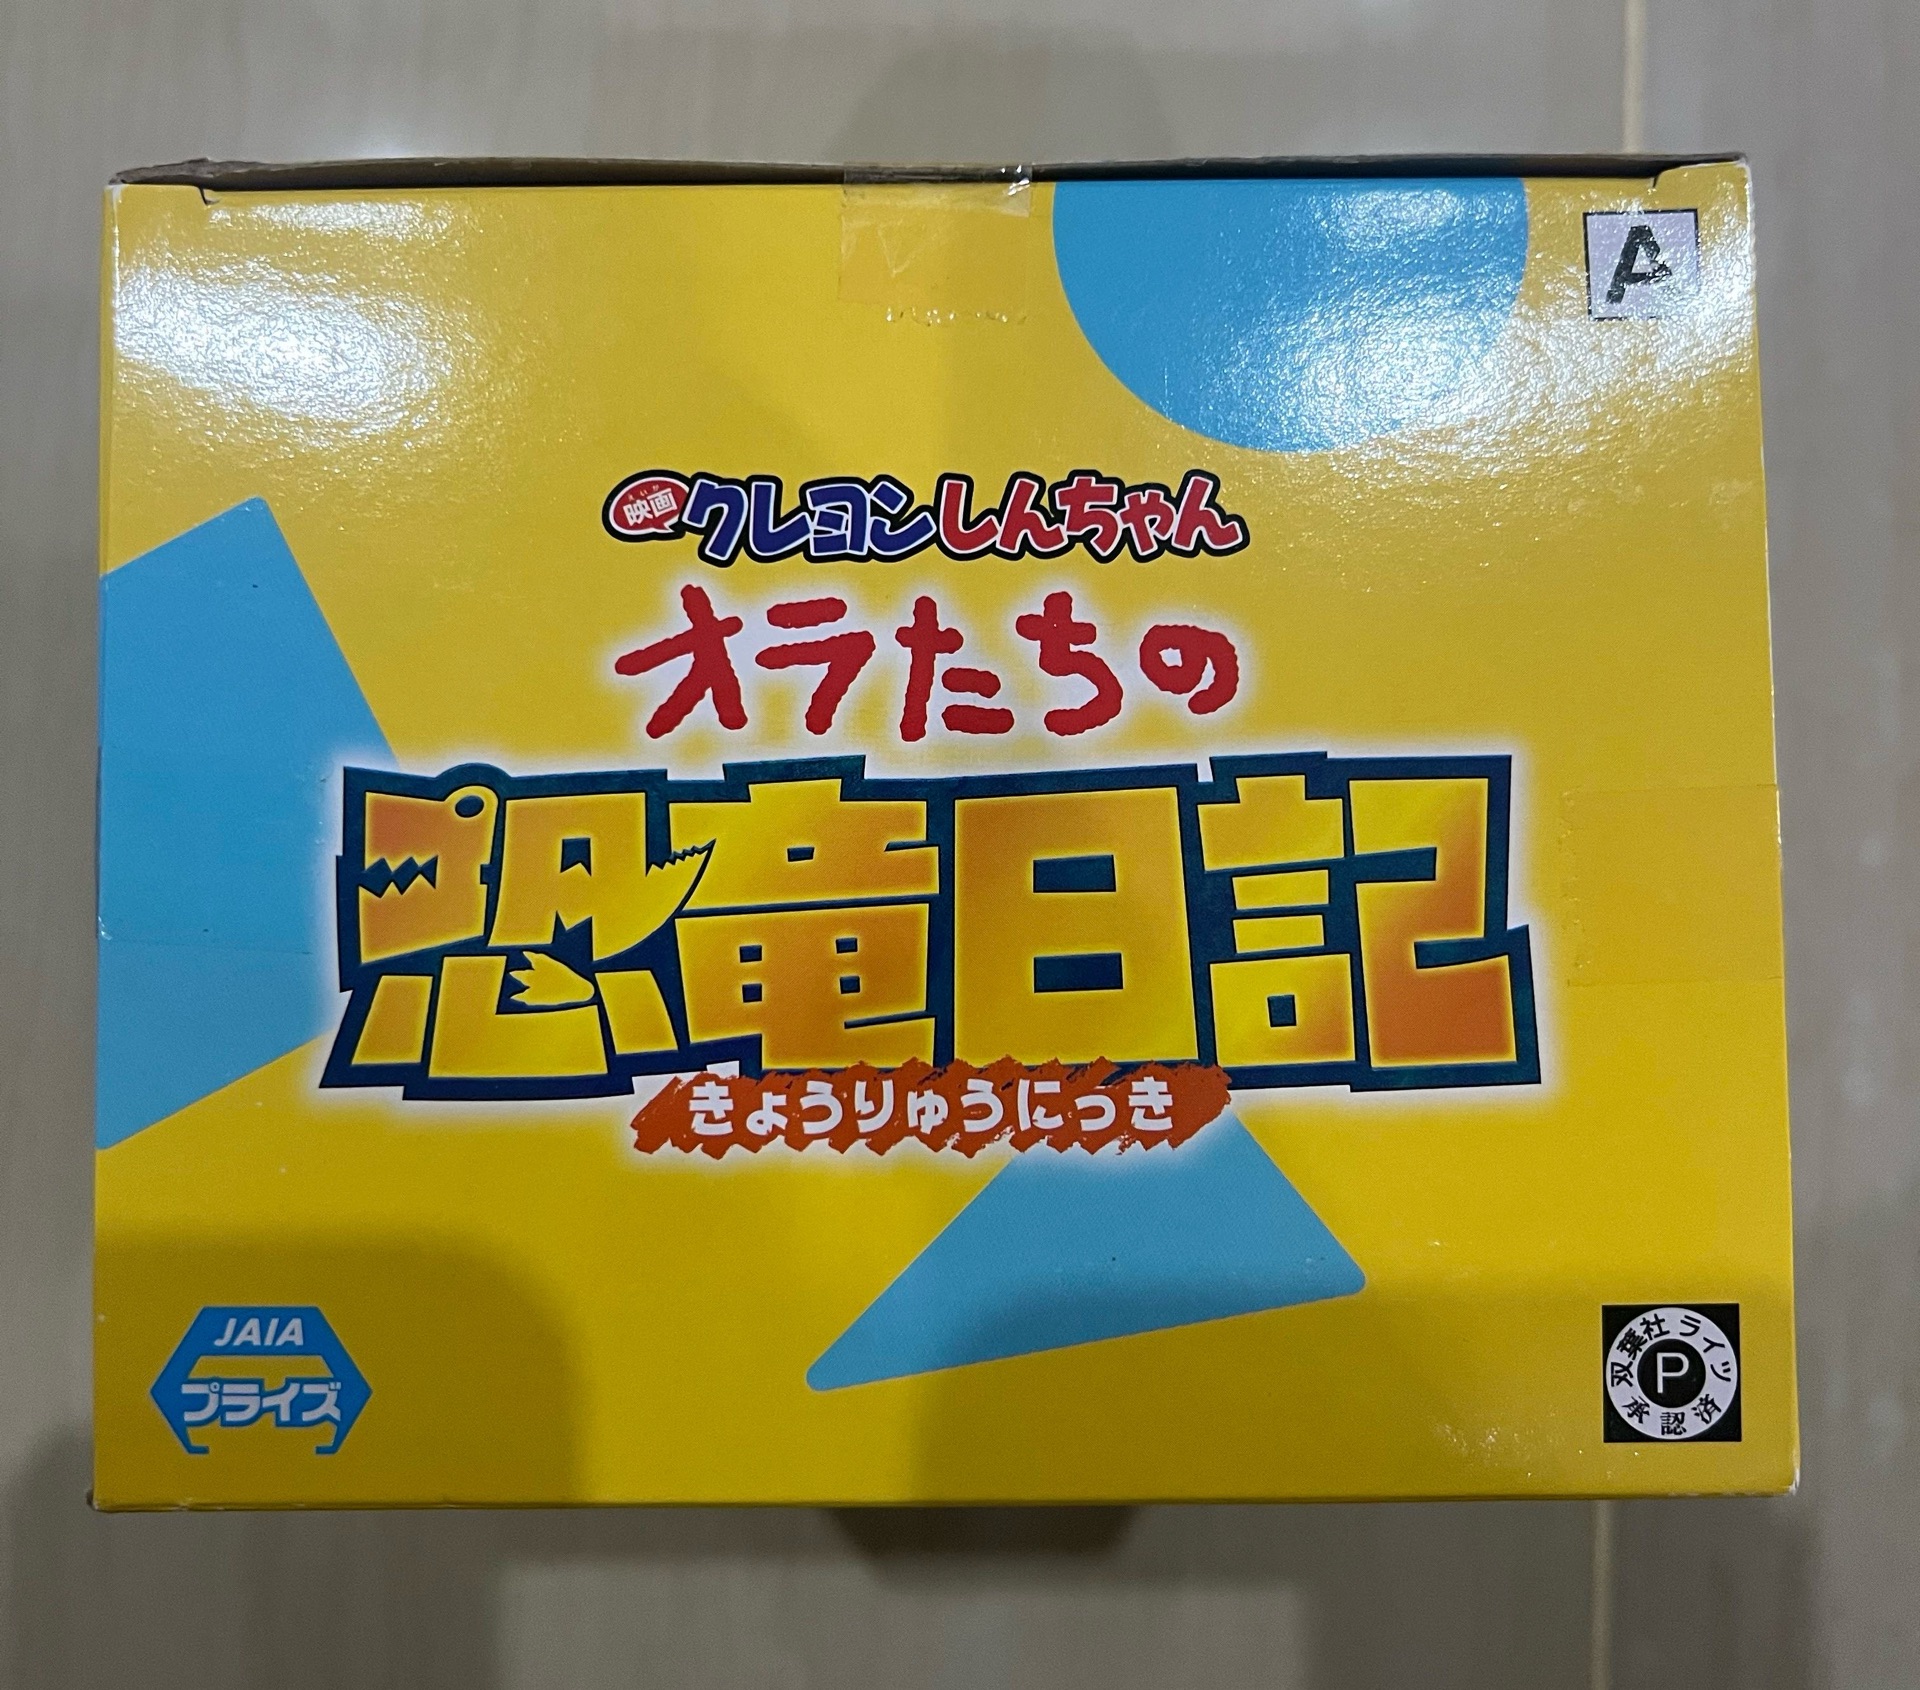 A
映画 クレヨンしんちゃん
えいが
オラたちの
恐竜日記
きょうりゅうにっき
JAIA
プライズ
双葉社ライツ
P
承認済